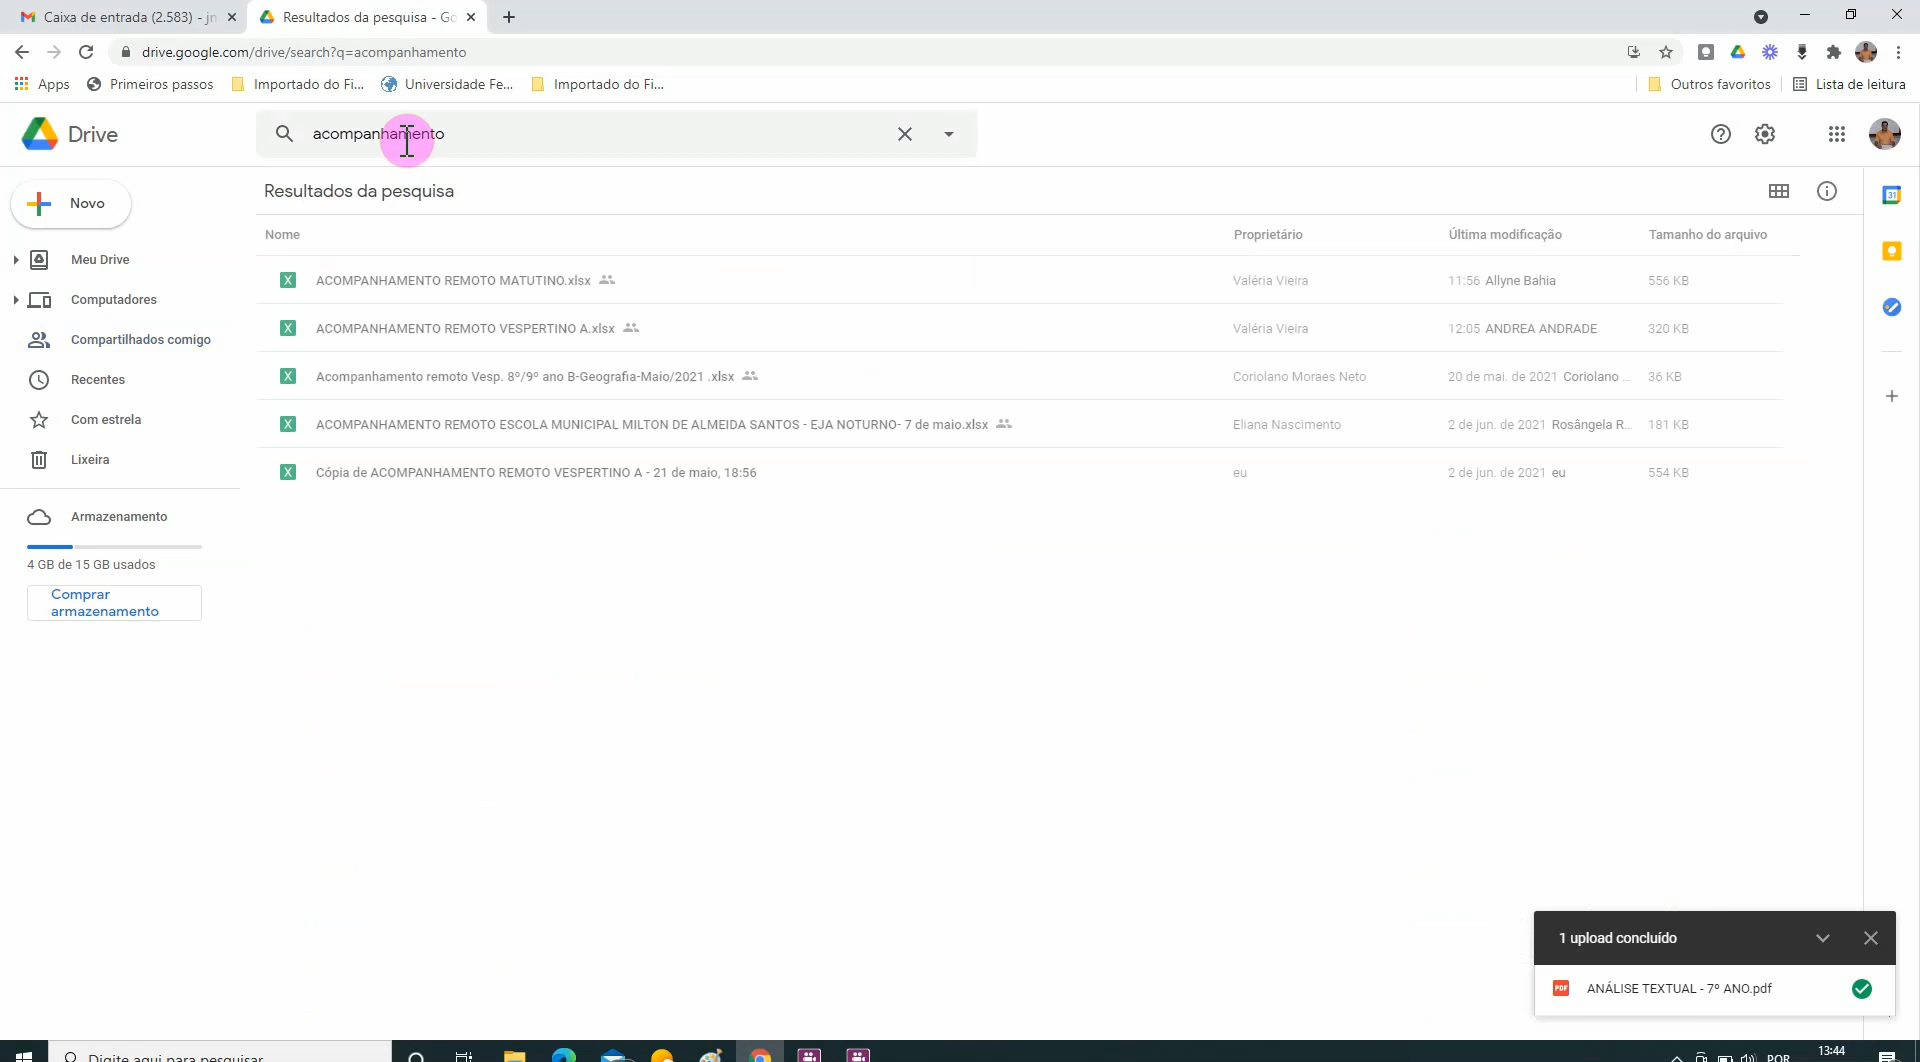 Caixa de entrada (2.583) - jn
Resultados da pesquisa - Go
drive.google.com/drive/search?q=acompanhamento
Apps
Primeiros passos
Importado do Fi...
Universidade Fe...
Importado do Fi...
Outros favoritos
Lista de leitura
Drive
acompanhamento
Novo
Meu Drive
Computadores
Compartilhados comigo
Recentes
Com estrela
Lixeira
Armazenamento
4 GB de 15 GB usados
Comprar
armazenamento
Resultados da pesquisa
Nome Proprietário Última modificação Tamanho do arquivo
ACOMPANHAMENTO REMOTO MATUTINO.xlsx Valéria Vieira 11:56 Allyne Bahia 556 KB
ACOMPANHAMENTO REMOTO VESPERTINO A.xlsx Valéria Vieira 12:05 ANDREA ANDRADE 320 KB
Acompanhamento remoto Vesp. 8º/9º ano B-Geografia-Maio/2021 .xlsx Coriolano Moraes Neto 20 de mai. de 2021 Coriolano ... 36 KB
ACOMPANHAMENTO REMOTO ESCOLA MUNICIPAL MILTON DE ALMEIDA SANTOS - EJA NOTURNO- 7 de maio.xlsx Eliana Nascimento 2 de jun. de 2021 Rosângela R... 181 KB
Cópia de ACOMPANHAMENTO REMOTO VESPERTINO A - 21 de maio, 18:56 eu 2 de jun. de 2021 eu 554 KB
31
1 upload concluído
PDF ANÁLISE TEXTUAL - 7º ANO.pdf
Digite aqui para pesquisar
POR
13:44